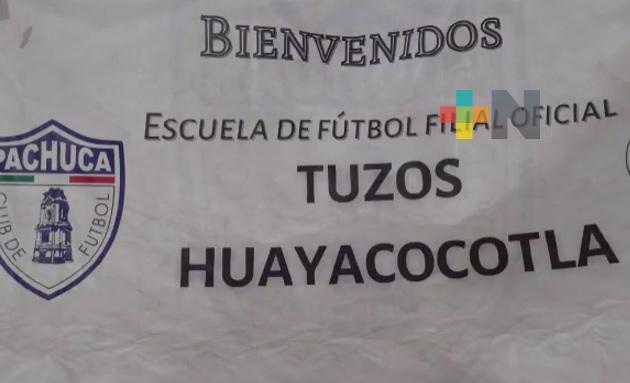 BIENVENIDOS
ESCUELA DE FÚTBOL FILIAL OFICIAL
TUZOS
HUAYACOCOTLA
PACHUCA
CLUB DE FUTBOL
+N